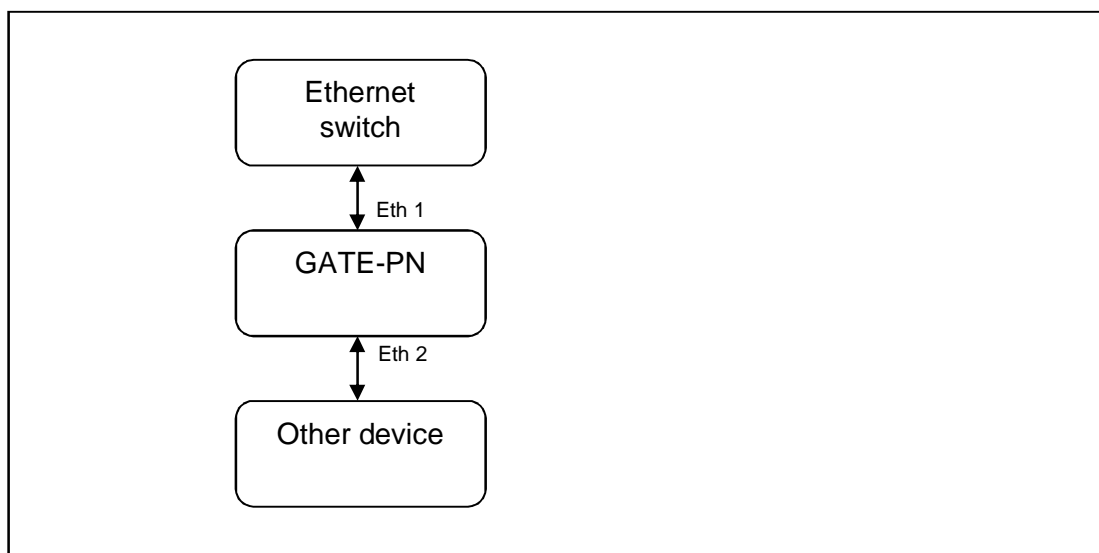 Ethernet
switch
Eth 1
GATE-PN
Eth 2
Other device